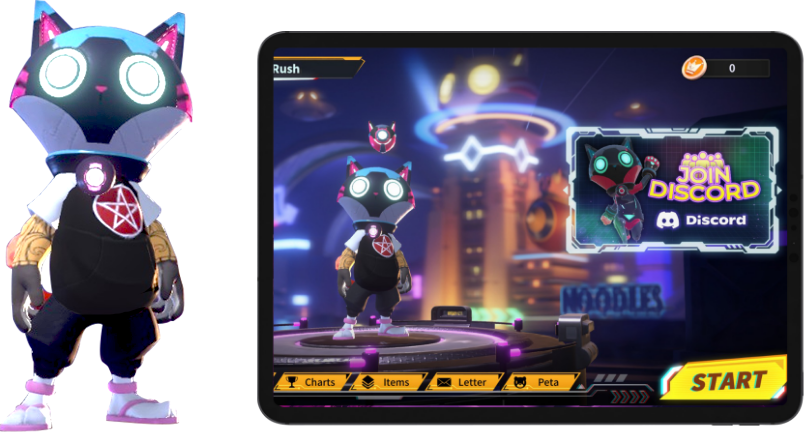 Rush
0
JOIN
DISCORD
Discord
NOODLES
Charts
Items
Letter
Peta
START